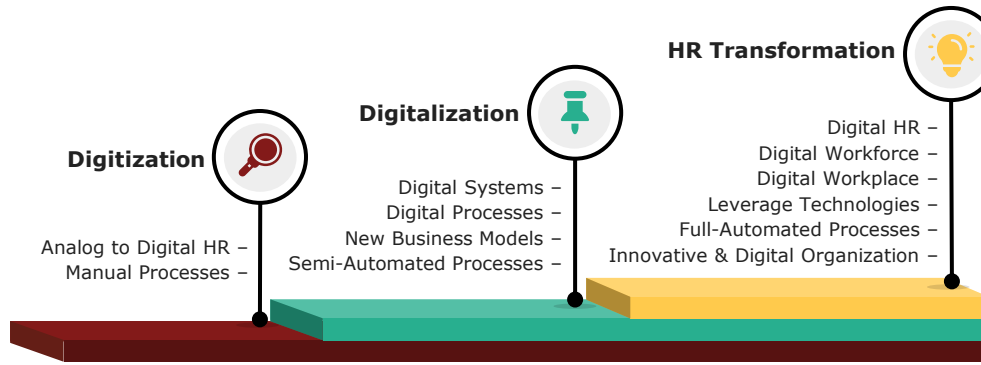 Digitization
Analog to Digital HR –
Manual Processes –
Digitalization
Digital Systems –
Digital Processes –
New Business Models –
Semi-Automated Processes –
HR Transformation
Digital HR –
Digital Workforce –
Digital Workplace –
Leverage Technologies –
Full-Automated Processes –
Innovative & Digital Organization –